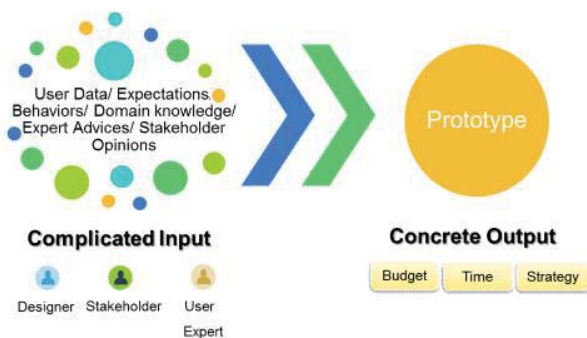 User Data/ Expectations/
Behaviors/ Domain knowledge/
Expert Advices/ Stakeholder
Opinions
Prototype
Complicated Input
Concrete Output
Designer
Stakeholder
User
Expert
Budget
Time
Strategy